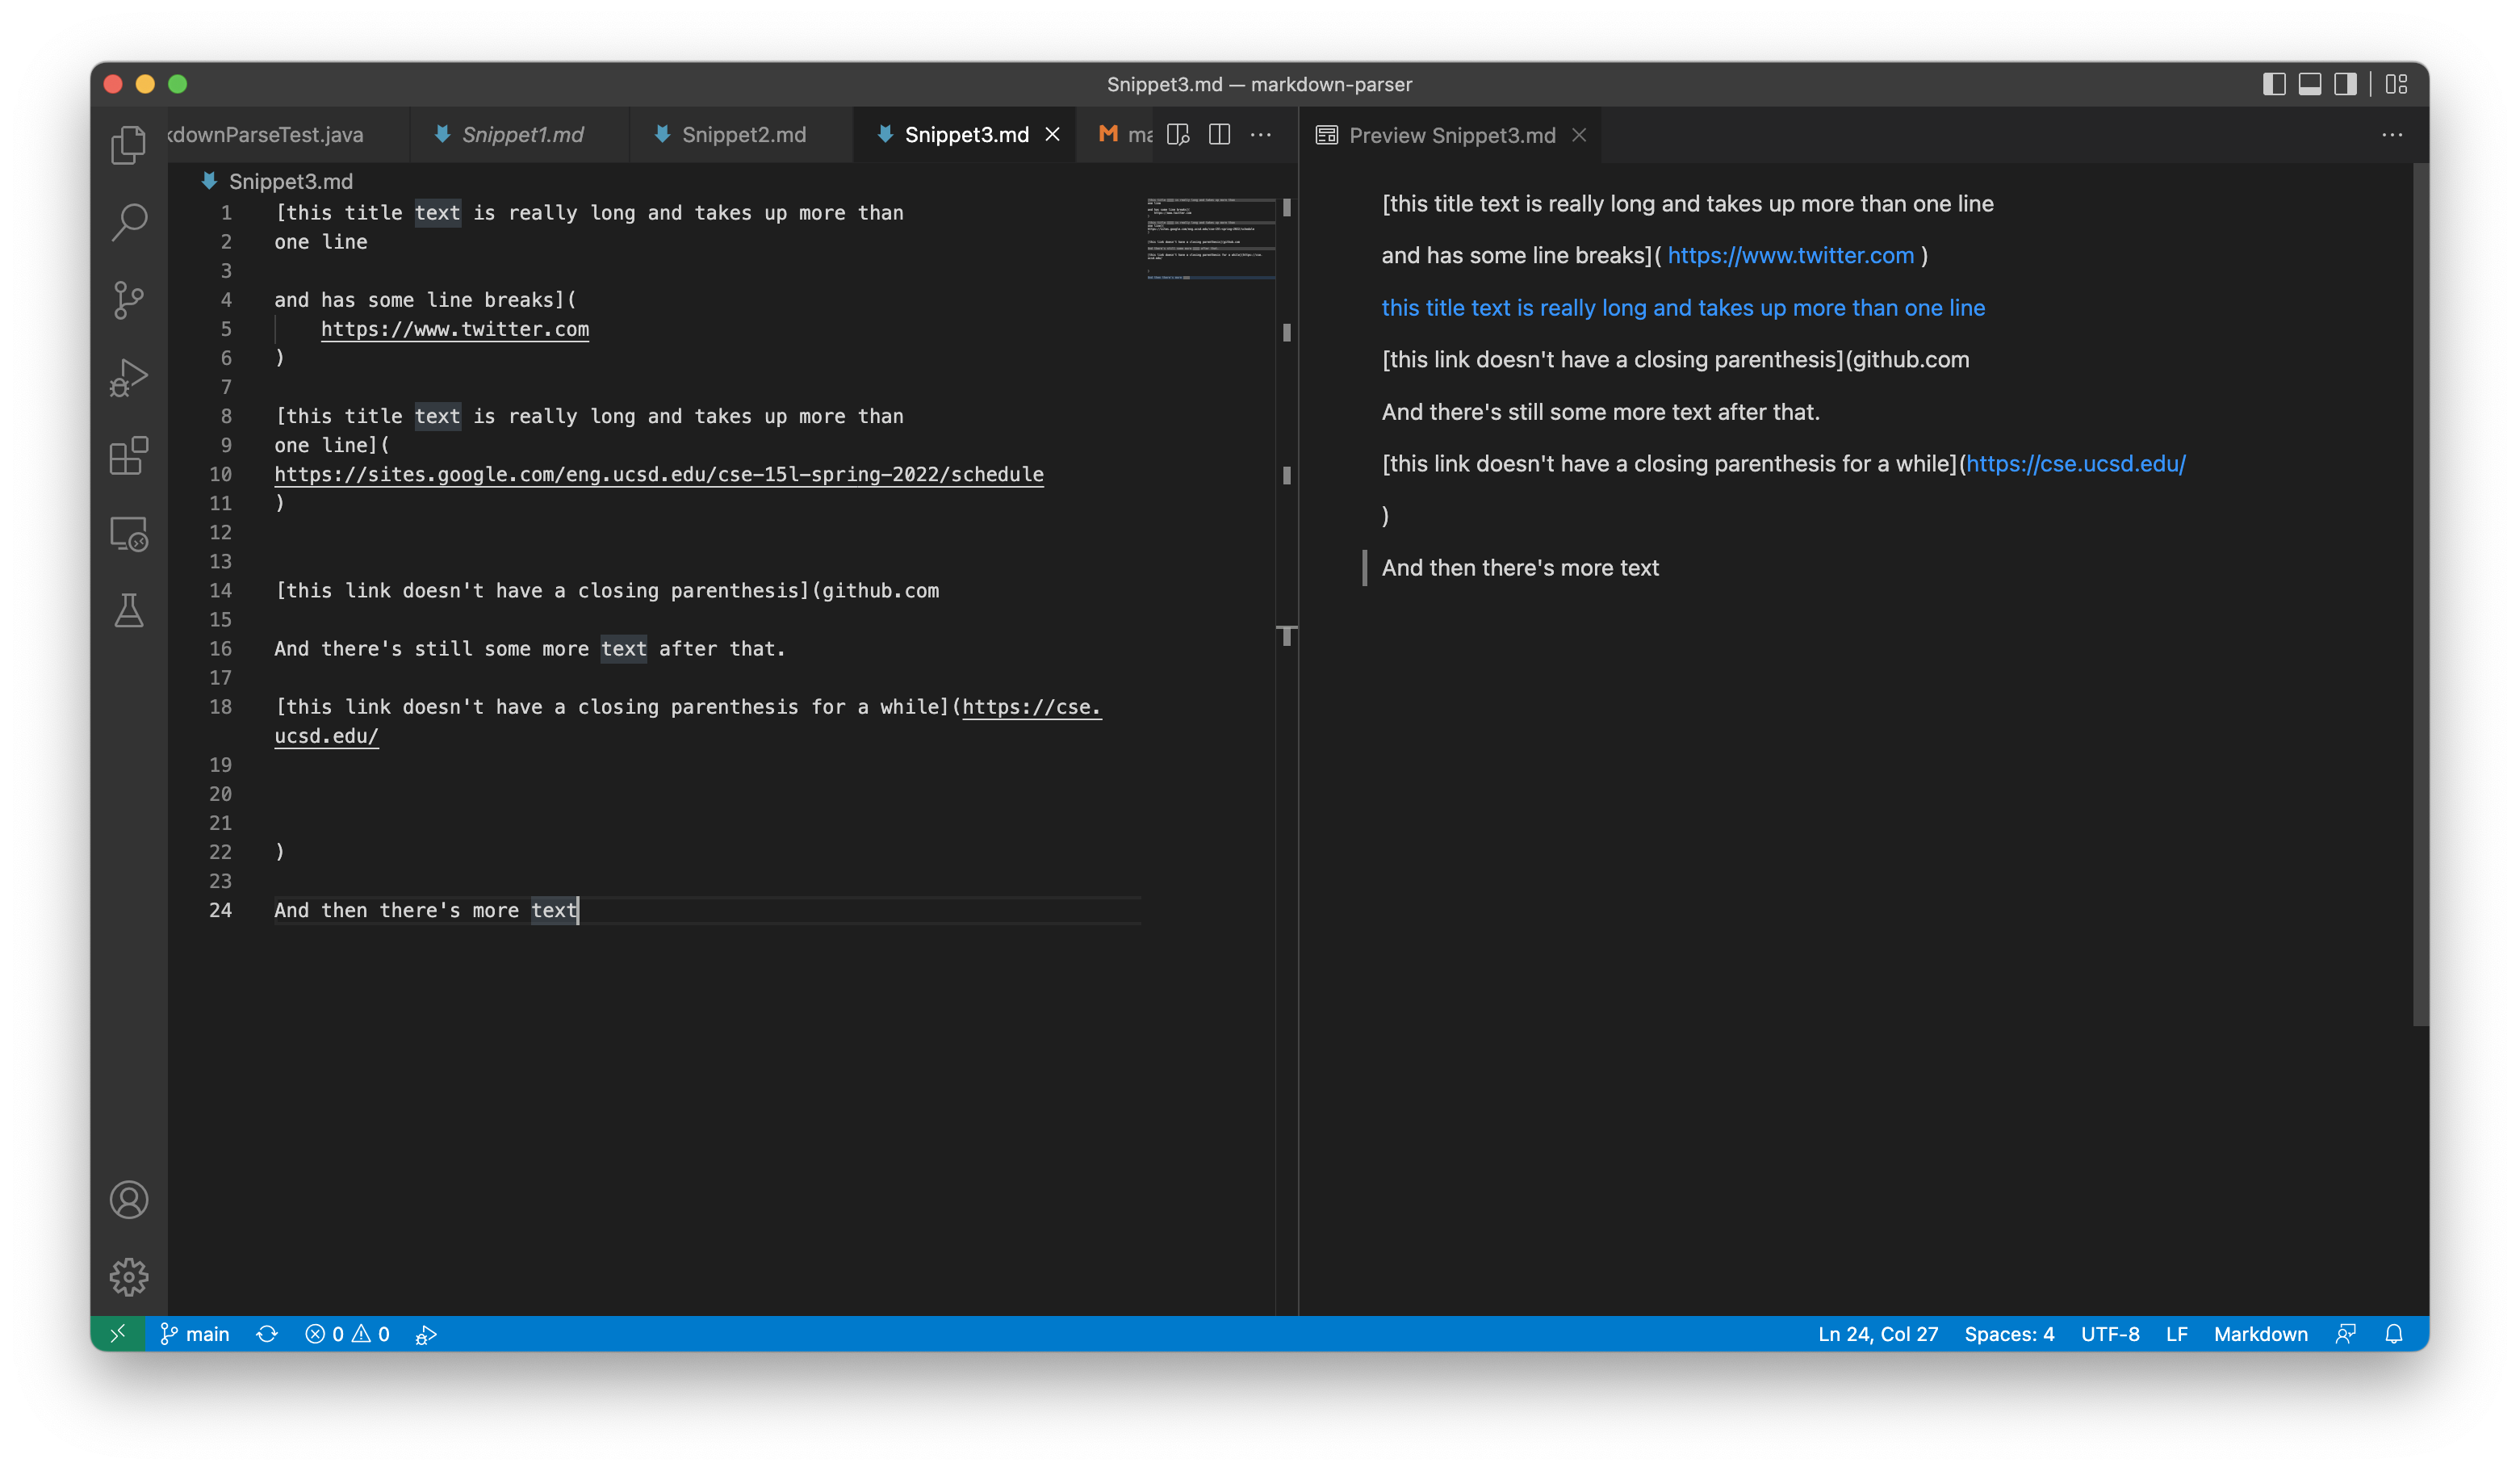 Snippet3.md — markdown-parser
kdownParseTest.java
Snippet1.md
Snippet2.md
Snippet3.md
Preview Snippet3.md
Snippet3.md
1 [this title text is really long and takes up more than
2 one line
3
4 and has some line breaks](
5 https://www.twitter.com
6 )
7
8 [this title text is really long and takes up more than
9 one line](
10 https://sites.google.com/eng.ucsd.edu/cse-15l-spring-2022/schedule
11 )
12
13
14 [this link doesn't have a closing parenthesis](github.com
15
16 And there's still some more text after that.
17
18 [this link doesn't have a closing parenthesis for a while](https://cse.
ucsd.edu/
19
20
21
22 )
23
24 And then there's more text
[this title text is really long and takes up more than one line
and has some line breaks]( https://www.twitter.com )
this title text is really long and takes up more than one line
[this link doesn't have a closing parenthesis](github.com
And there's still some more text after that.
[this link doesn't have a closing parenthesis for a while](https://cse.ucsd.edu/
)
And then there's more text
main 0 0 Ln 24, Col 27 Spaces: 4 UTF-8 LF Markdown